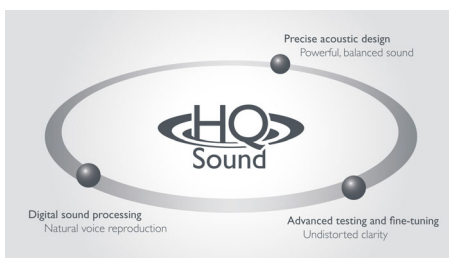 Precise acoustic design
Powerful, balanced sound
HQ
Sound
Digital sound processing
Natural voice reproduction
Advanced testing and fine-tuning
Undistorted clarity